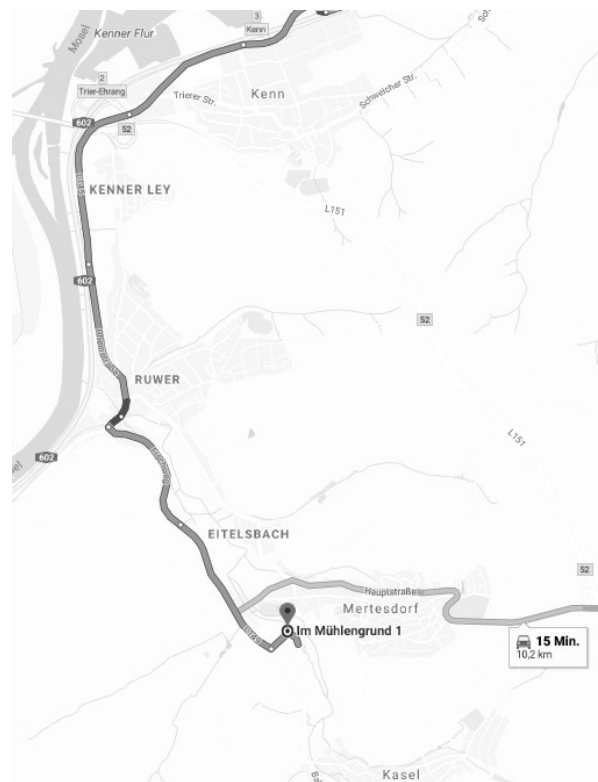 Mosel
Kenner Flur
3
Kenn
2
Trier-Ehrang
Trierer Str.
Kenn
Schweicher Str.
602
52
KENNER LEY
L151
602
52
RUWER
L151
602
EITELSBACH
52
Hauptstraße
Mertesdorf
Im Mühlengrund 1
15 Min.
10,2 km
Kasel